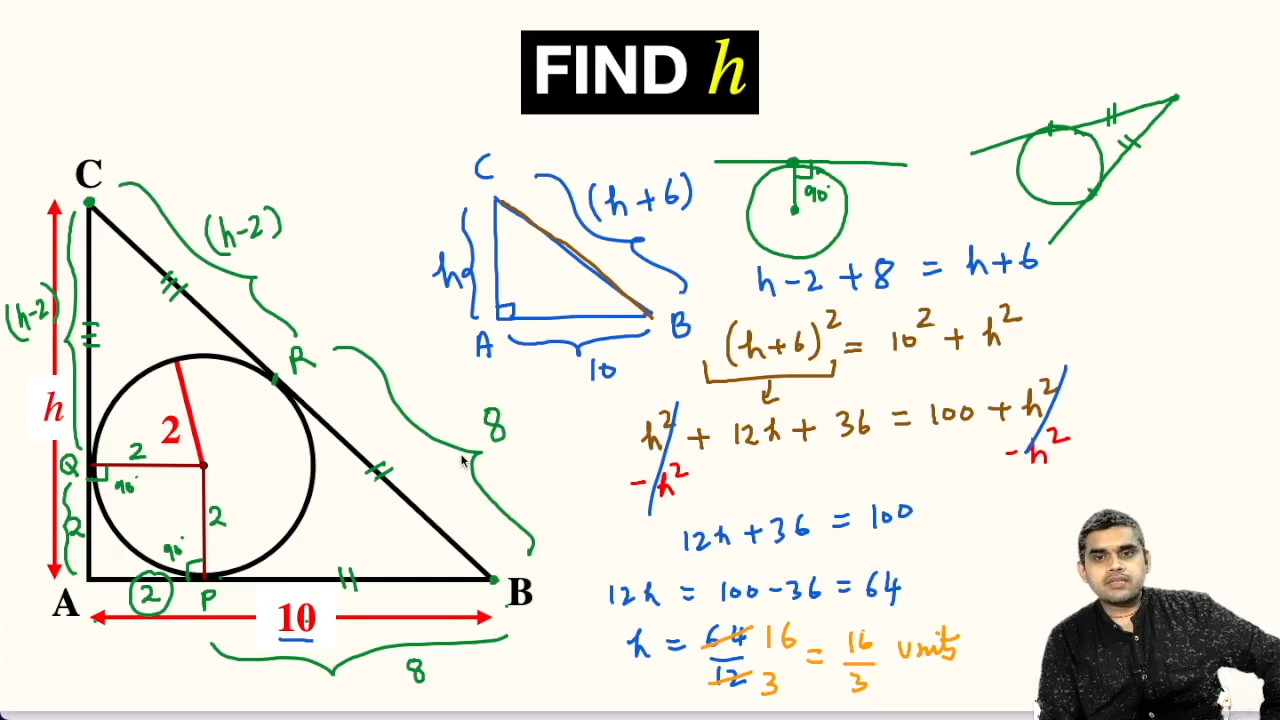 FIND h
C
(h-2)
(h-2)
R
8
h
2
Q
2
90°
2
2
90°
A
2
P
B
10
8
C
(h+6)
h
A
B
10
90°
h-2+8 = h+6
(h+6)² = 10² + h²
h² + 12h + 36 = 100 + h²
-h² -h²
12h+36 = 100
12h = 100-36 = 64
h = 64/12 16/3 = 16/3 units